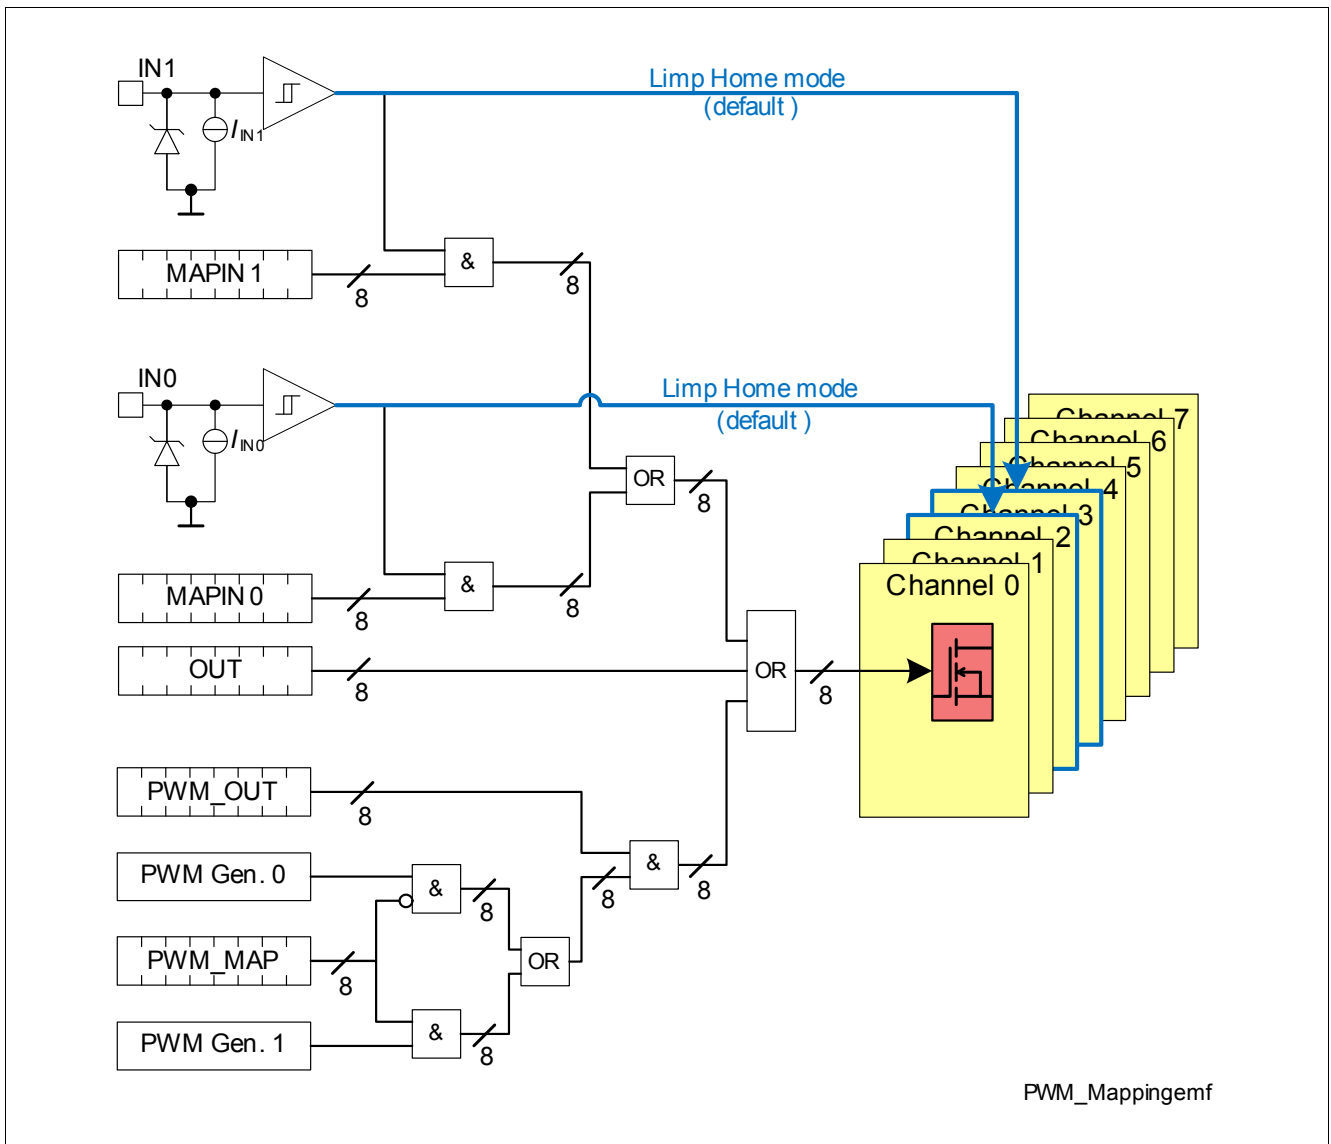 IN1
Limp Home mode
(default )
I IN1
MAPIN 1
8
&
8
IN0
Limp Home mode
(default )
I IN0
Channel 7
Channel 6
Channel 5
Channel 4
Channel 3
Channel 2
Channel 1
Channel 0
OR
8
MAPIN 0
8
&
8
OUT
8
OR
8
PWM_OUT
8
&
8
8
PWM Gen. 0
&
8
PWM_MAP
8
OR
PWM Gen. 1
&
8
PWM_Mappingemf